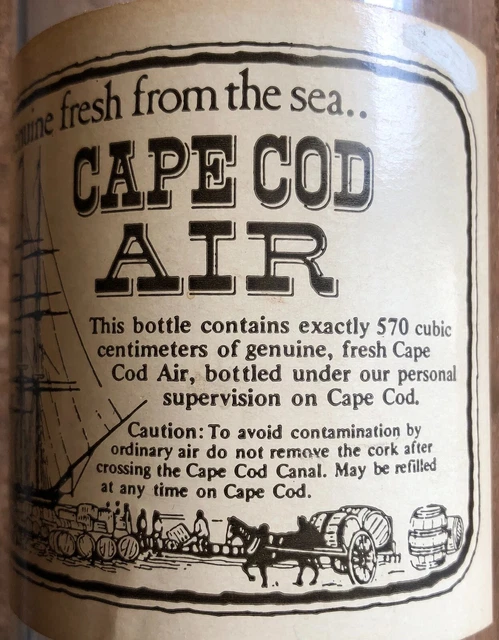 genuine fresh from the sea..
CAPE COD
AIR
This bottle contains exactly 570 cubic
centimeters of genuine, fresh Cape
Cod Air, bottled under our personal
supervision on Cape Cod.
Caution: To avoid contamination by
ordinary air do not remove the cork after
crossing the Cape Cod Canal. May be refilled
at any time on Cape Cod.